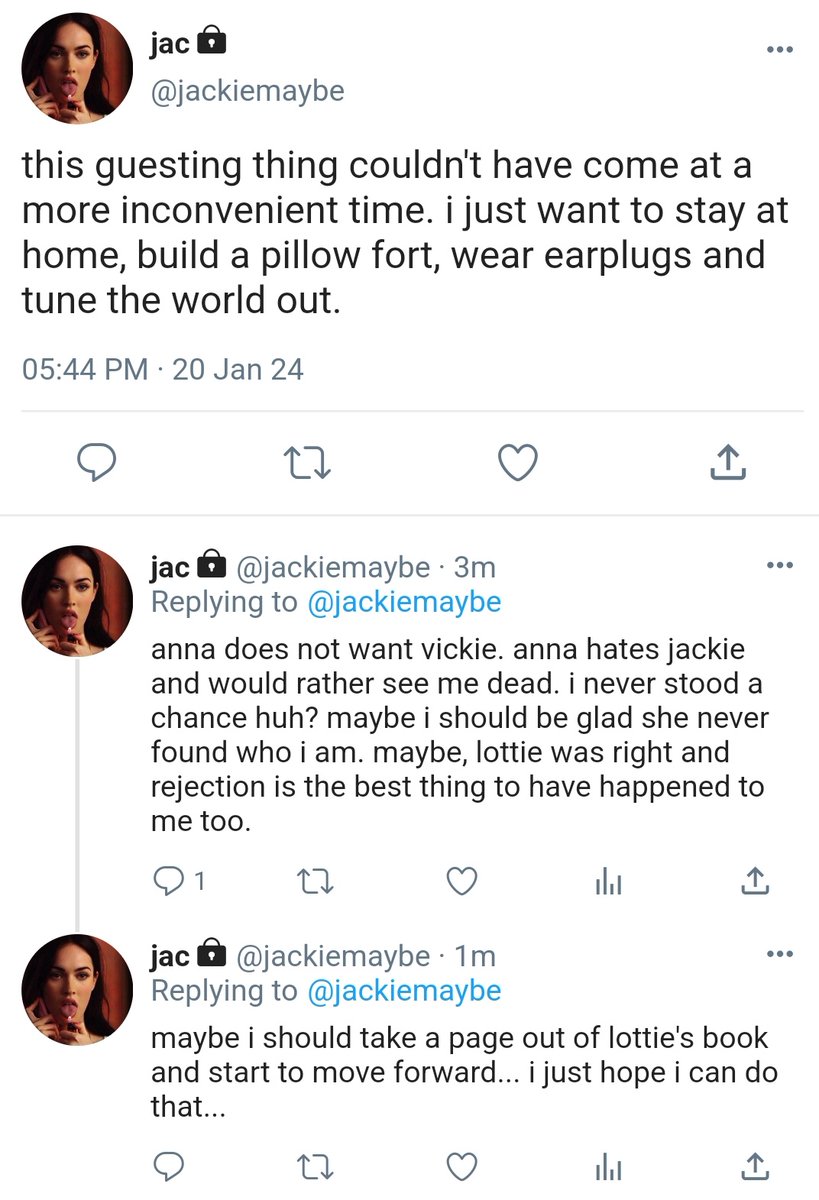 jac 🔒
@jackiemaybe
this guesting thing couldn't have come at a
more inconvenient time. i just want to stay at
home, build a pillow fort, wear earplugs and
tune the world out.
05:44 PM · 20 Jan 24
jac 🔒 @jackiemaybe · 3m
Replying to @jackiemaybe
anna does not want vickie. anna hates jackie
and would rather see me dead. i never stood a
chance huh? maybe i should be glad she never
found who i am. maybe, lottie was right and
rejection is the best thing to have happened to
me too.
1
jac 🔒 @jackiemaybe · 1m
Replying to @jackiemaybe
maybe i should take a page out of lottie's book
and start to move forward... i just hope i can do
that...